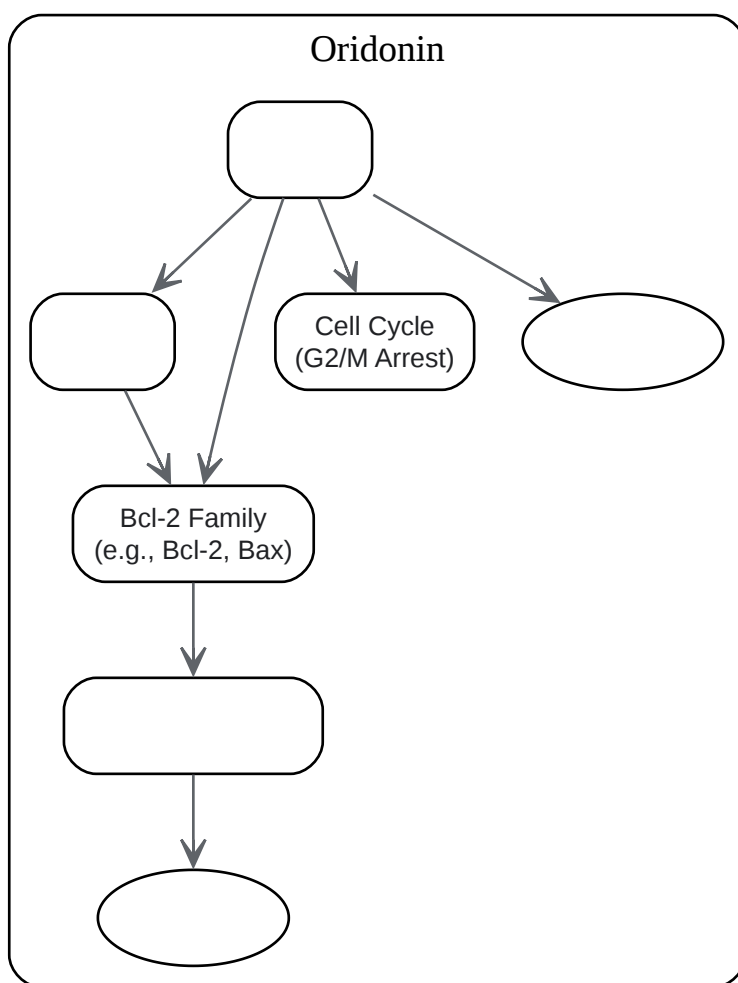 Oridonin
Cell Cycle
(G2/M Arrest)
Bcl-2 Family
(e.g., Bcl-2, Bax)